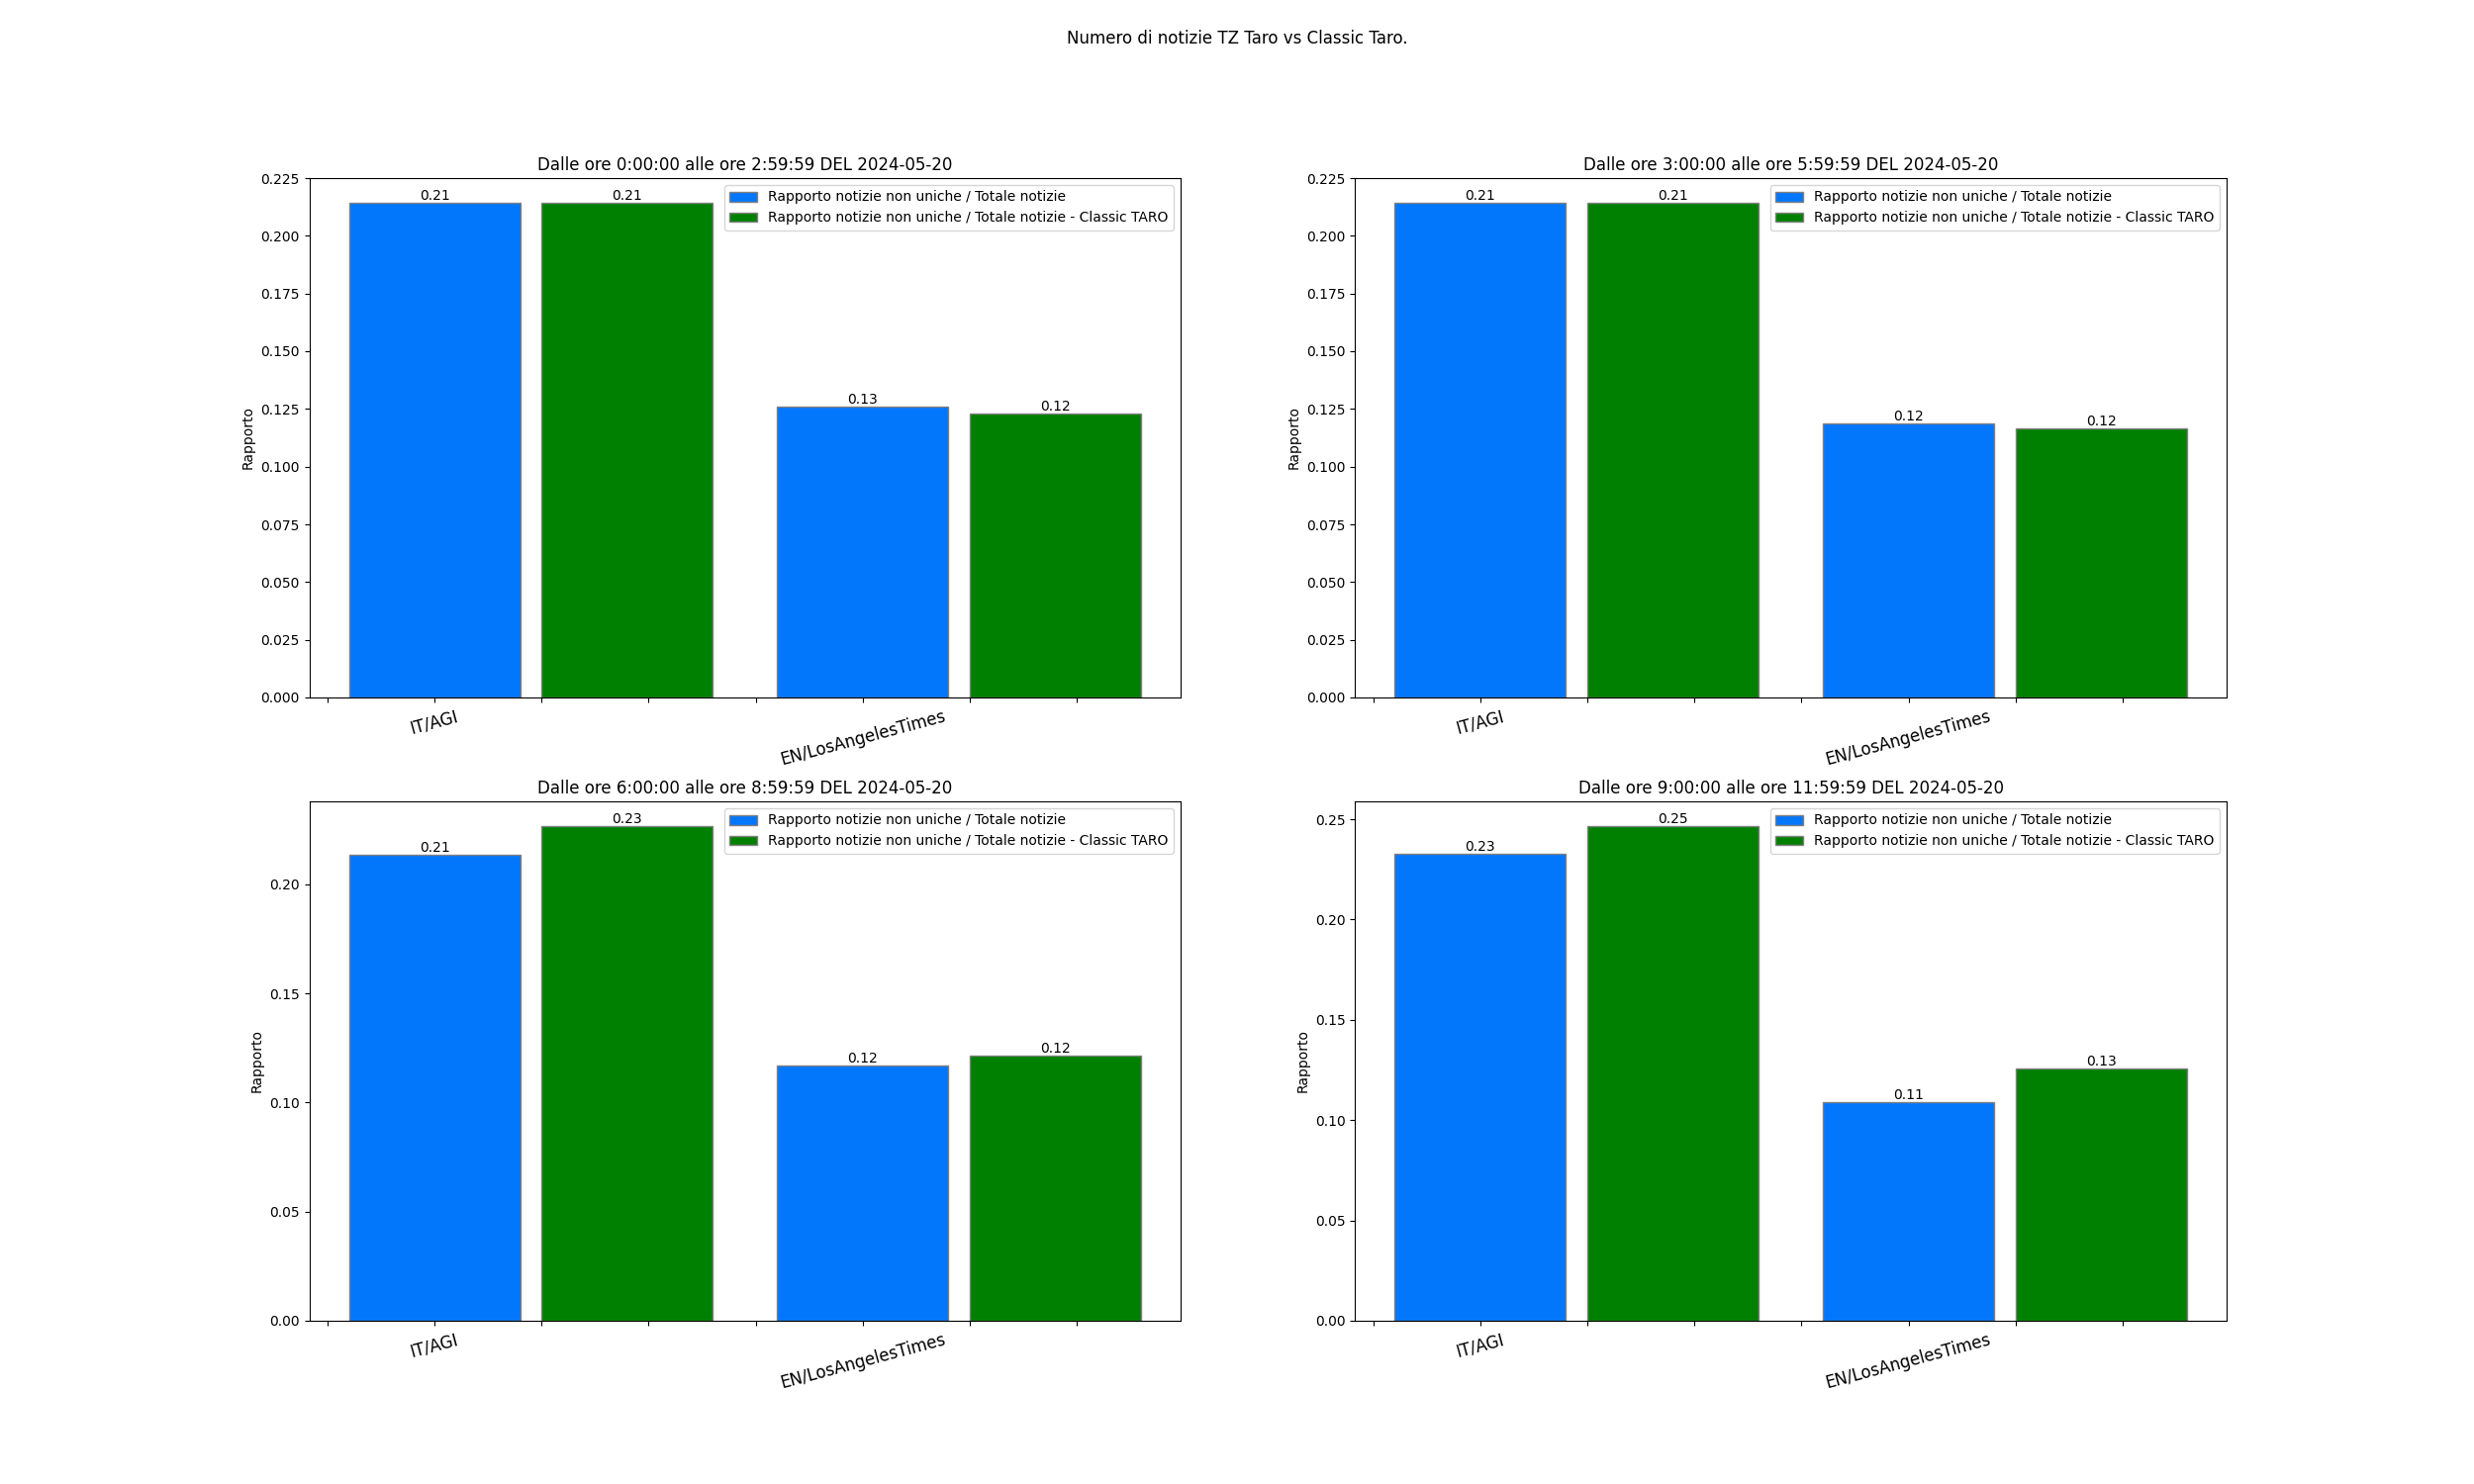 Numero di notizie TZ Taro vs Classic Taro.
Dalle ore 0:00:00 alle ore 2:59:59 DEL 2024-05-20
Rapporto notizie non uniche / Totale notizie
Rapporto notizie non uniche / Totale notizie - Classic TARO
0.225
0.200
0.175
0.150
0.125
0.100
0.075
0.050
0.025
0.000
Rapporto
0.21
0.21
0.13
0.12
IT/AGI
EN/LosAngelesTimes
Dalle ore 3:00:00 alle ore 5:59:59 DEL 2024-05-20
Rapporto notizie non uniche / Totale notizie
Rapporto notizie non uniche / Totale notizie - Classic TARO
0.225
0.200
0.175
0.150
0.125
0.100
0.075
0.050
0.025
0.000
Rapporto
0.21
0.21
0.12
0.12
IT/AGI
EN/LosAngelesTimes
Dalle ore 6:00:00 alle ore 8:59:59 DEL 2024-05-20
Rapporto notizie non uniche / Totale notizie
Rapporto notizie non uniche / Totale notizie - Classic TARO
0.20
0.15
0.10
0.05
0.00
Rapporto
0.21
0.23
0.12
0.12
IT/AGI
EN/LosAngelesTimes
Dalle ore 9:00:00 alle ore 11:59:59 DEL 2024-05-20
Rapporto notizie non uniche / Totale notizie
Rapporto notizie non uniche / Totale notizie - Classic TARO
0.25
0.20
0.15
0.10
0.05
0.00
Rapporto
0.23
0.25
0.11
0.13
IT/AGI
EN/LosAngelesTimes